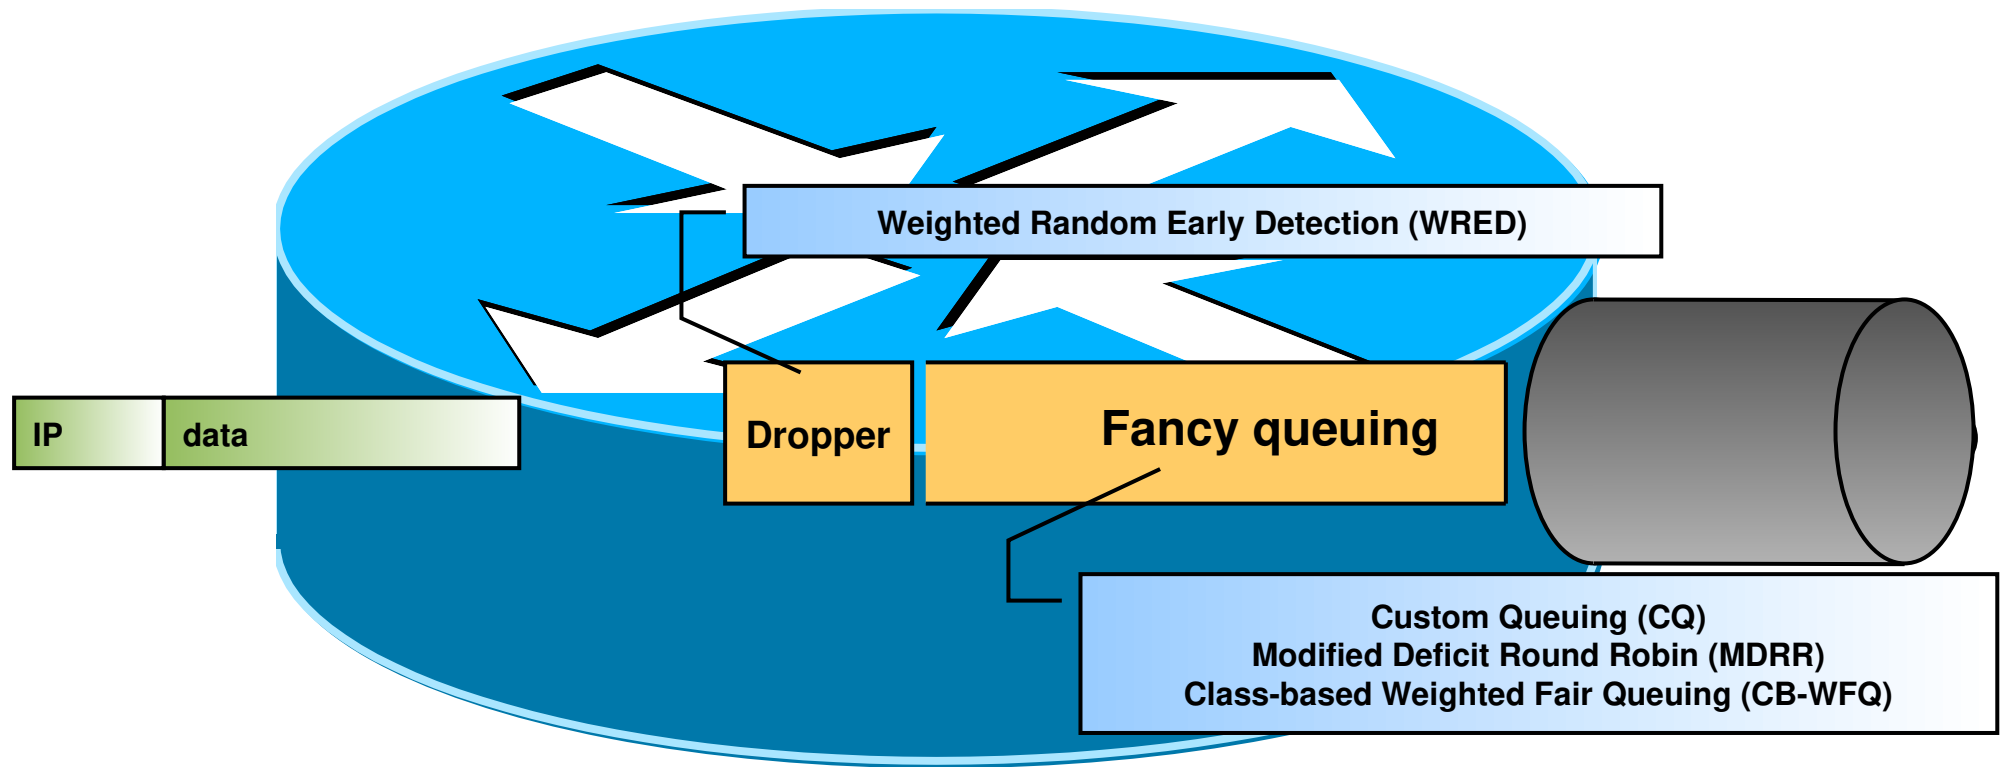 Weighted Random Early Detection (WRED)
IP data
Dropper
Fancy queuing
Custom Queuing (CQ)
Modified Deficit Round Robin (MDRR)
Class-based Weighted Fair Queuing (CB-WFQ)